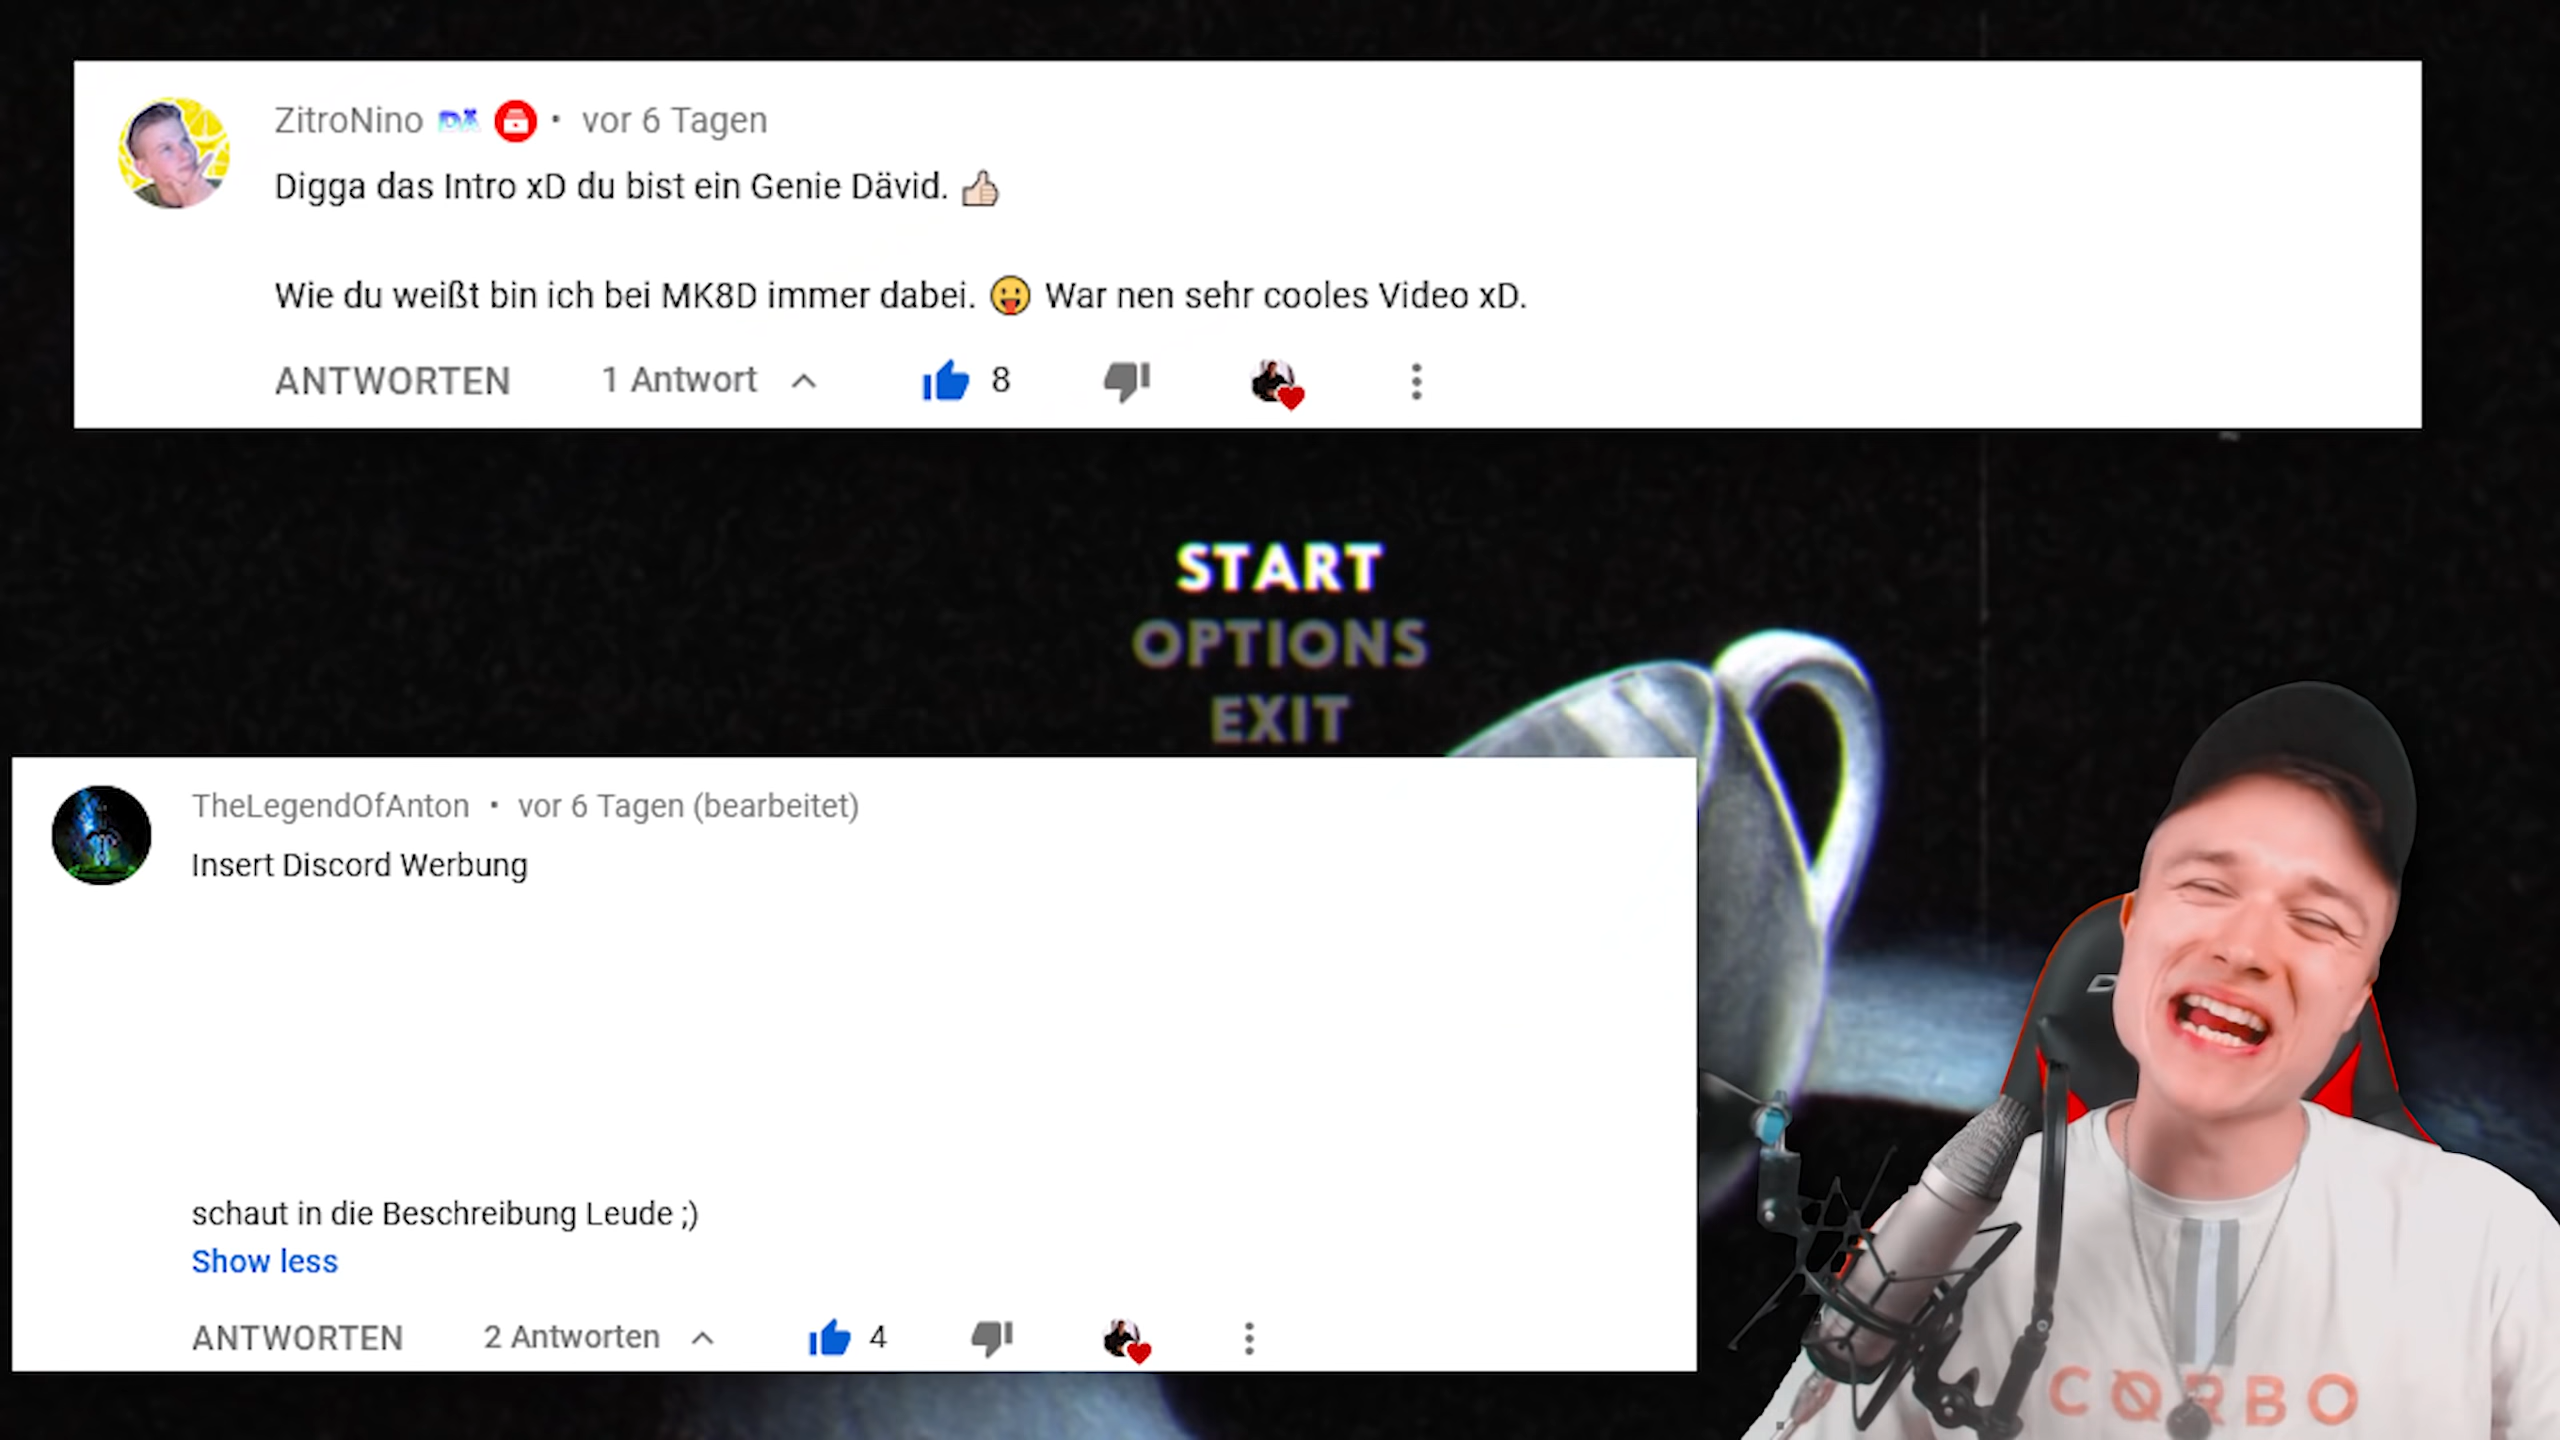 ZitroNino DÄ • vor 6 Tagen
Digga das Intro xD du bist ein Genie Dävid. 👍🏻
Wie du weißt bin ich bei MK8D immer dabei. 😛 War nen sehr cooles Video xD.
ANTWORTEN 1 Antwort 8
START
OPTIONS
EXIT
TheLegendOfAnton • vor 6 Tagen (bearbeitet)
Insert Discord Werbung
schaut in die Beschreibung Leude ;)
Show less
ANTWORTEN 2 Antworten 4
D
CØRBO